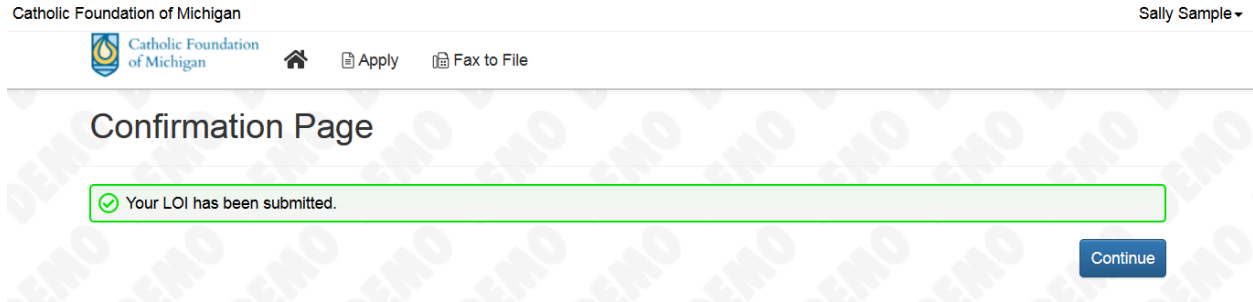 Catholic Foundation of Michigan
Sally Sample
Catholic Foundation
of Michigan
Apply
Fax to File
Confirmation Page
Your LOI has been submitted.
Continue
DEMO